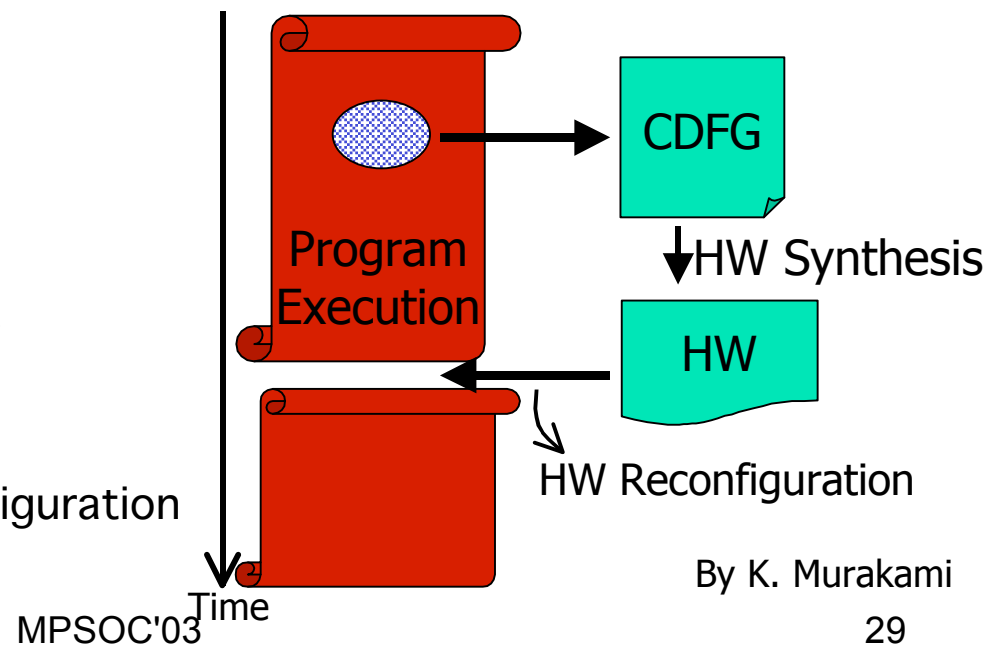 CDFG
Program
Execution
HW Synthesis
HW
HW Reconfiguration
iguration
By K. Murakami
Time
MPSOC'03
29